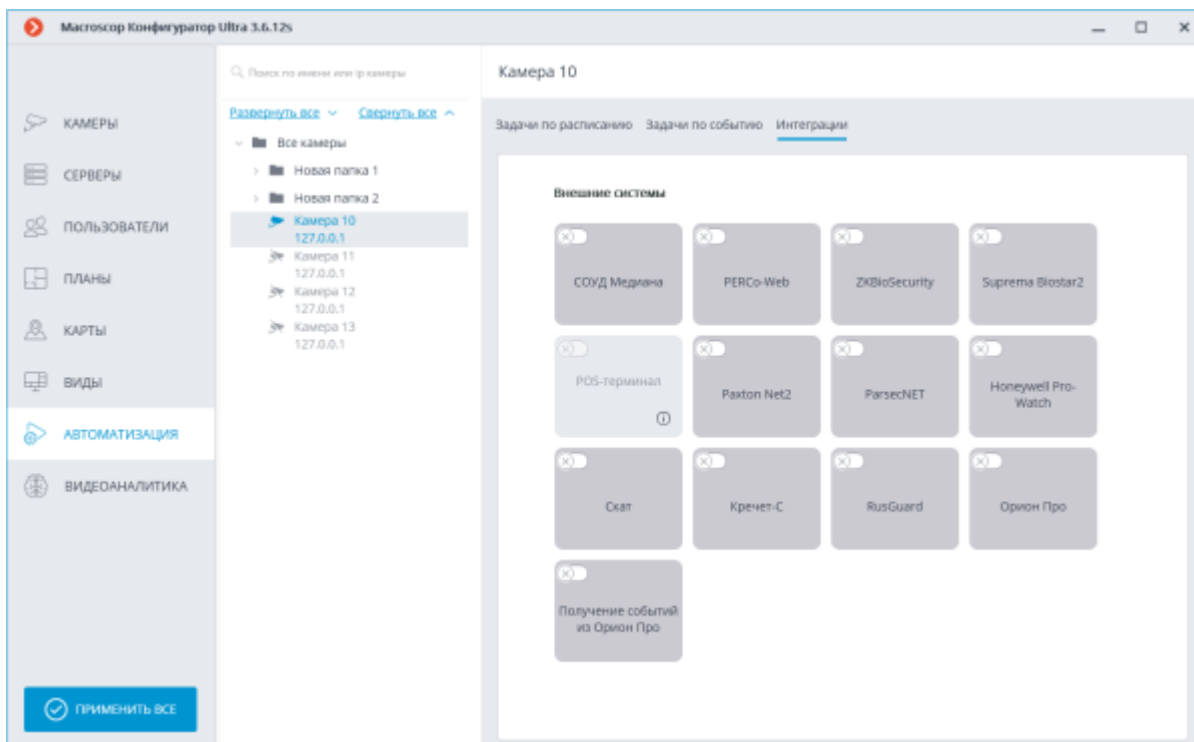 Macroscop Конфигуратор Ultra 3.6.12s
КАМЕРЫ
СЕРВЕРЫ
ПОЛЬЗОВАТЕЛИ
ПЛАНЫ
КАРТЫ
ВИДЫ
АВТОМАТИЗАЦИЯ
ВИДЕОАНАЛИТИКА
ПРИМЕНИТЬ ВСЕ
Поиск по имени или ip камеры
Развернуть все Свернуть все
Все камеры
Новая папка 1
Новая папка 2
Камера 10
127.0.0.1
Камера 11
127.0.0.1
Камера 12
127.0.0.1
Камера 13
127.0.0.1
Камера 10
Задачи по расписанию Задачи по событию Интеграции
Внешние системы
СОУД Медиана PERCo-Web ZKBioSecurity Suprema Biostar2
POS-терминал Paxton Net2 ParsecNET Honeywell Pro-
Watch
Скат Кречет-С RusGuard Орион Про
Получение событий
из Орион Про